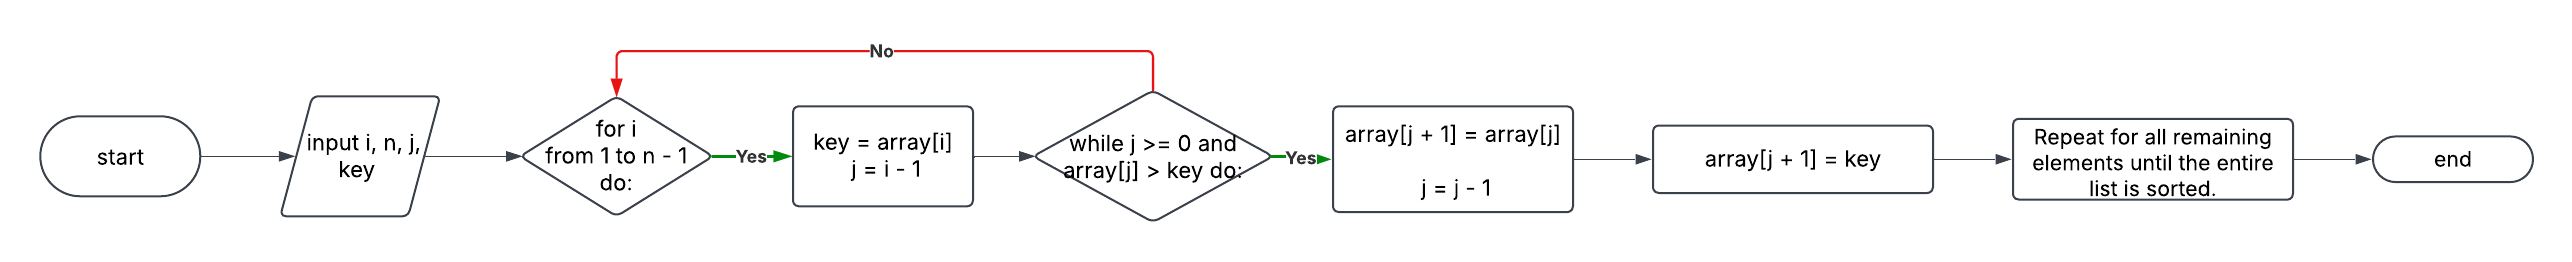 start
input i, n, j,
key
for i
from 1 to n - 1
do:
Yes
key = array[i]
j = i - 1
No
while j >= 0 and
array[j] > key do:
Yes
array[j + 1] = array[j]
j = j - 1
array[j + 1] = key
Repeat for all remaining
elements until the entire
list is sorted.
end